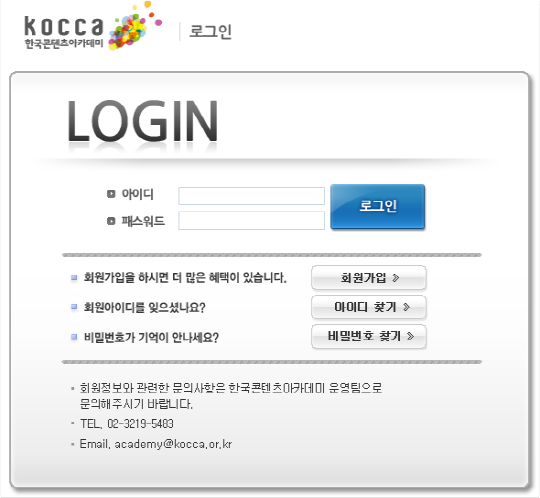 kocca
한국콘텐츠아카데미
로그인
LOGIN
아이디
로그인
패스워드
회원가입을 하시면 더 많은 혜택이 있습니다.
회원가입
회원아이디를 잊으셨나요?
아이디 찾기
비밀번호가 기억이 안나세요?
비밀번호 찾기
회원정보와 관련한 문의사항은 한국콘텐츠아카데미 운영팀으로
문의해주시기 바랍니다.
TEL. 02-3219-5483
Email. academy@kocca.or.kr